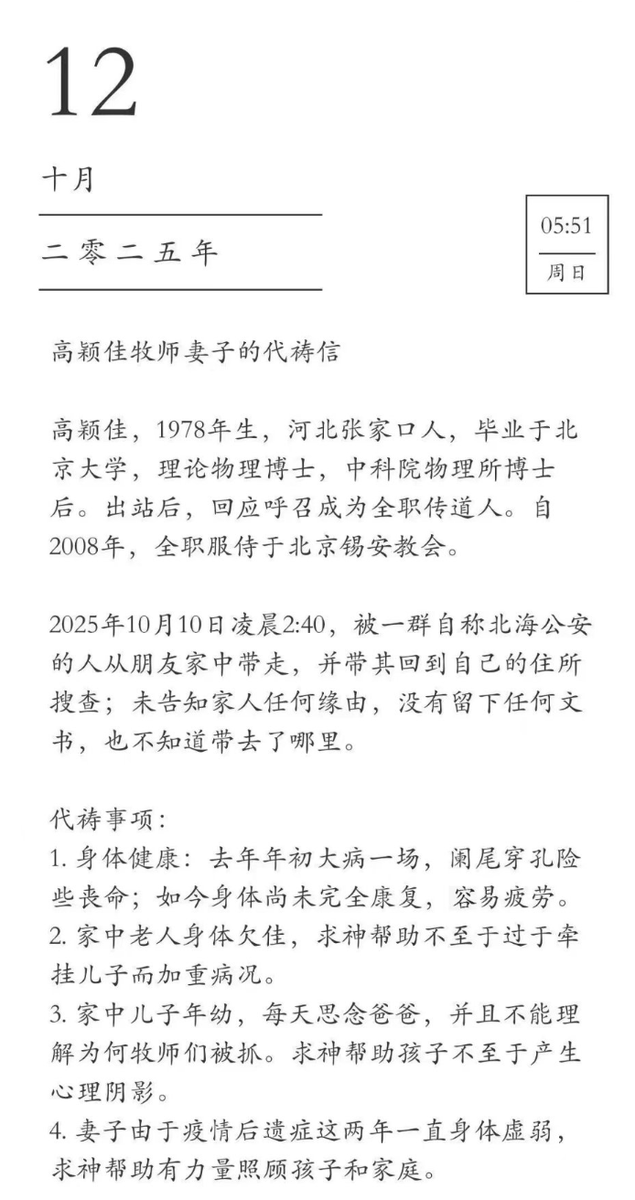 12
十月
二零二五年
05:51
周日
高颖佳牧师妻子的代祷信
高颖佳，1978年生，河北张家口人，毕业于北
京大学，理论物理博士，中科院物理所博士
后。出站后，回应呼召成为全职传道人。自
2008年，全职服侍于北京锡安教会。
2025年10月10日凌晨2:40，被一群自称北海公安
的人从朋友家中带走，并带其回到自己的住所
搜查；未告知家人任何缘由，没有留下任何文
书，也不知道带去了哪里。
代祷事项：
1. 身体健康：去年年初大病一场，阑尾穿孔险
些丧命；如今身体尚未完全康复，容易疲劳。
2. 家中老人身体欠佳，求神帮助不至于过于牵
挂儿子而加重病况。
3. 家中儿子年幼，每天思念爸爸，并且不能理
解为何牧师们被抓。求神帮助孩子不至于产生
心理阴影。
4. 妻子由于疫情后遗症这两年一直身体虚弱，
求神帮助有力量照顾孩子和家庭。